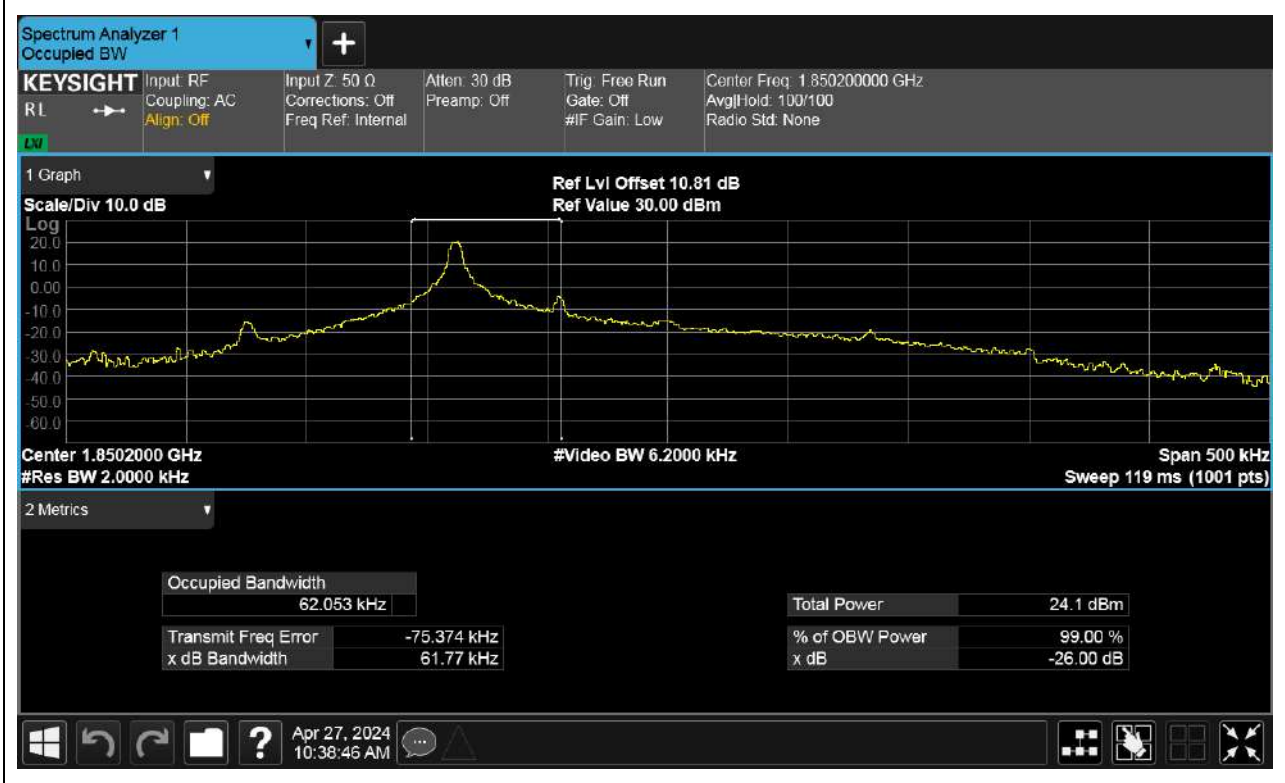 Spectrum Analyzer 1
Occupied BW
+
KEYSIGHT
RL
LXI
Input: RF
Coupling: AC
Align: Off
Input Z: 50 Ω
Corrections: Off
Freq Ref: Internal
Atten: 30 dB
Preamp: Off
Trig: Free Run
Gate: Off
#IF Gain: Low
Center Freq: 1.850200000 GHz
Avg|Hold: 100/100
Radio Std: None
1 Graph
Scale/Div 10.0 dB
Ref Lvl Offset 10.81 dB
Ref Value 30.00 dBm
Log
20.0
10.0
0.00
-10.0
-20.0
-30.0
-40.0
-50.0
-60.0
Center 1.8502000 GHz
#Res BW 2.0000 kHz
#Video BW 6.2000 kHz
Span 500 kHz
Sweep 119 ms (1001 pts)
2 Metrics
Occupied Bandwidth
62.053 kHz
Transmit Freq Error -75.374 kHz
x dB Bandwidth 61.77 kHz
Total Power 24.1 dBm
% of OBW Power 99.00 %
x dB -26.00 dB
?
Apr 27, 2024
10:38:46 AM